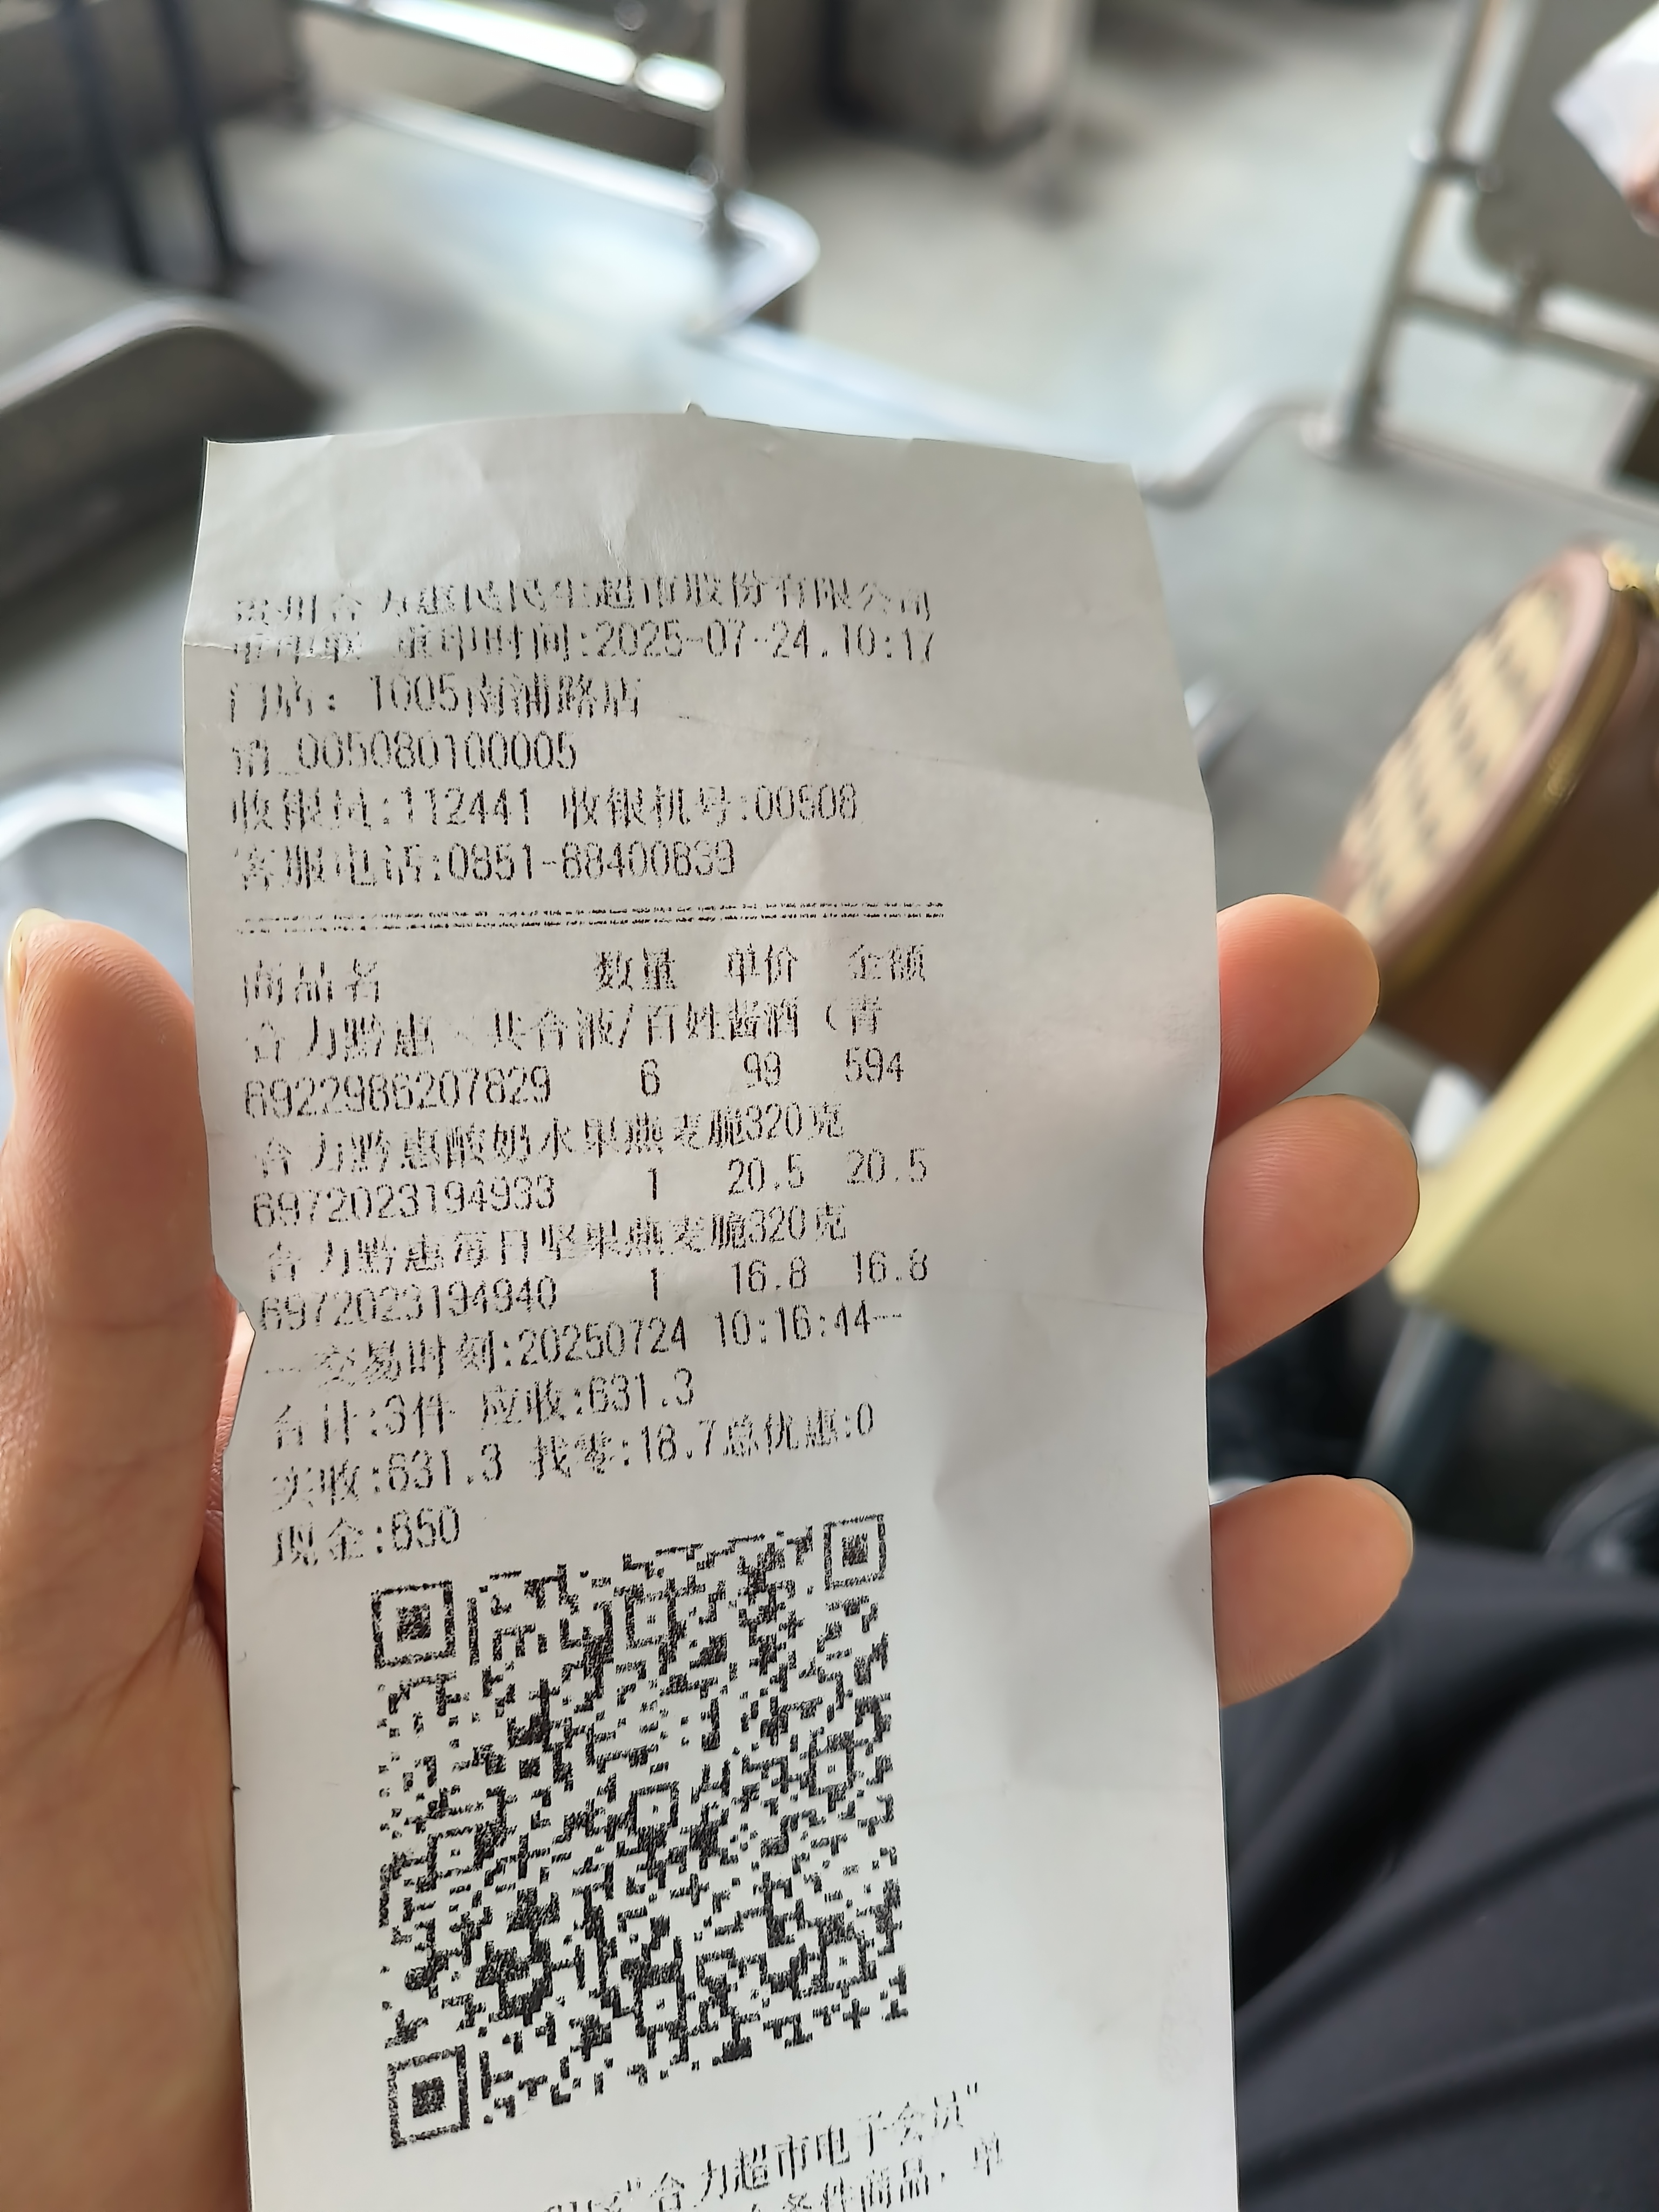 贵州合力惠民民生超市股份有限公司
重印时间:2025-07-24.10:17
门店: 1005南湖路店
销_005080100005
收银员:112441 收银机号:00508
客服电话:0851-88400839
商品名 数量 单价 金额
合力黔惠 共合液/百姓酱酒（青
6922986207829 6 99 594
合力黔惠酸奶水果燕麦脆320克
6972023194933 1 20.5 20.5
合力黔惠每日坚果燕麦脆320克
6972023194940 1 16.8 16.8
一交易时刻:20250724 10:16:44--
合计:3件 应收:631.3
实收:631.3 找零:18.7总优惠:0
现金:650
"合力超市电子会员"
条件商品，单